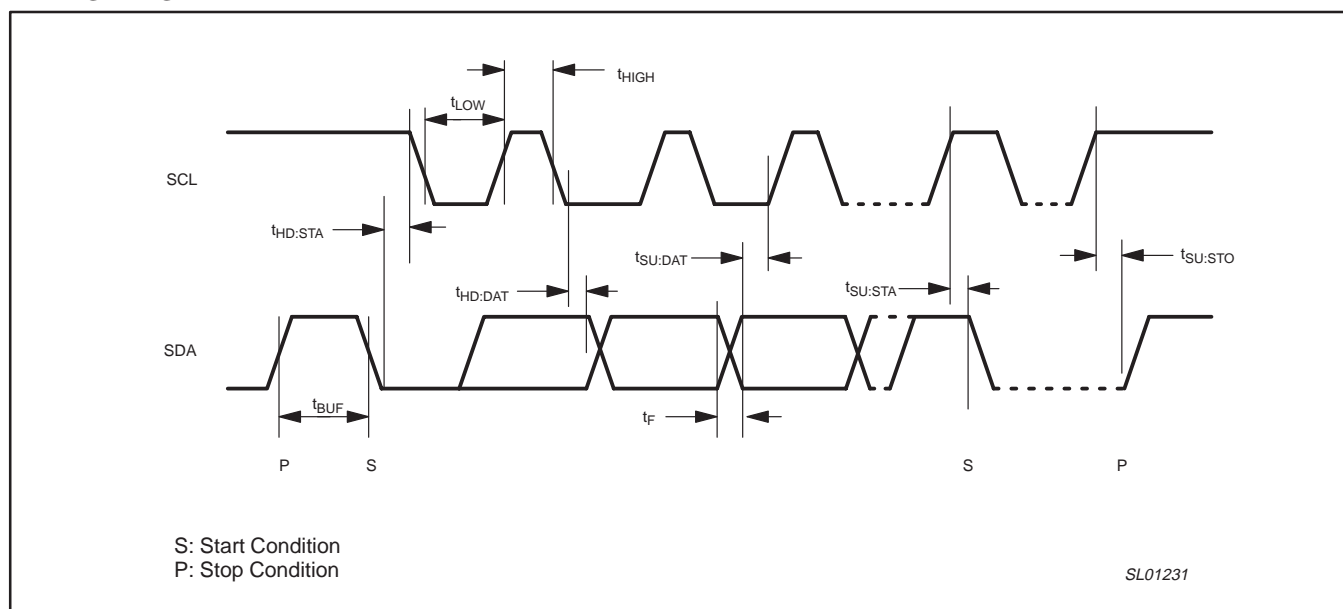 tHIGH
tLOW
SCL
tHD:STA
tSU:DAT
tSU:STO
tHD:DAT
tSU:STA
SDA
tBUF
tF
P
S
S
P
S: Start Condition
P: Stop Condition
SL01231